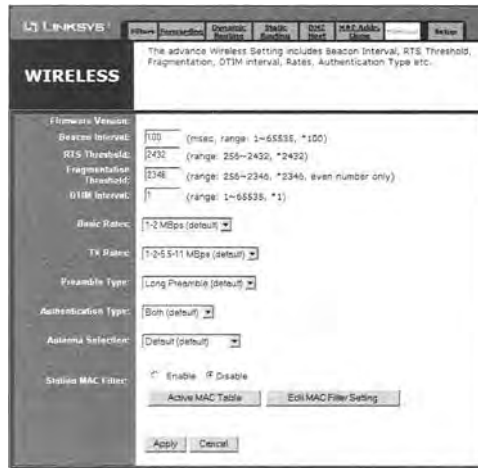 LINKSYS
Filters Forwarding Dynamic Routing Static Routing DMZ Host MAC Addr. Clone Setup
The advance Wireless Setting includes Beacon Interval, RTS Threshold,
Fragmentation, DTIM interval, Rates, Authentication Type etc.
WIRELESS
Firmware Version:
Beacon Interval: 100 (msec, range: 1~65535, *100)
RTS Threshold: 2432 (range: 256~2432, *2432)
Fragmentation Threshold: 2346 (range: 256~2346, *2346, even number only)
DTIM Interval: 1 (range: 1~65535, *1)
Basic Rates: 1-2 MBps (default)
TX Rates: 1-2-5.5-11 MBps (default)
Preamble Type: Long Preamble (default)
Authentication Type: Both (default)
Antenna Selection: Default (default)
Station MAC Filter: Enable Disable
Active MAC Table Edit MAC Filter Setting
Apply Cancel